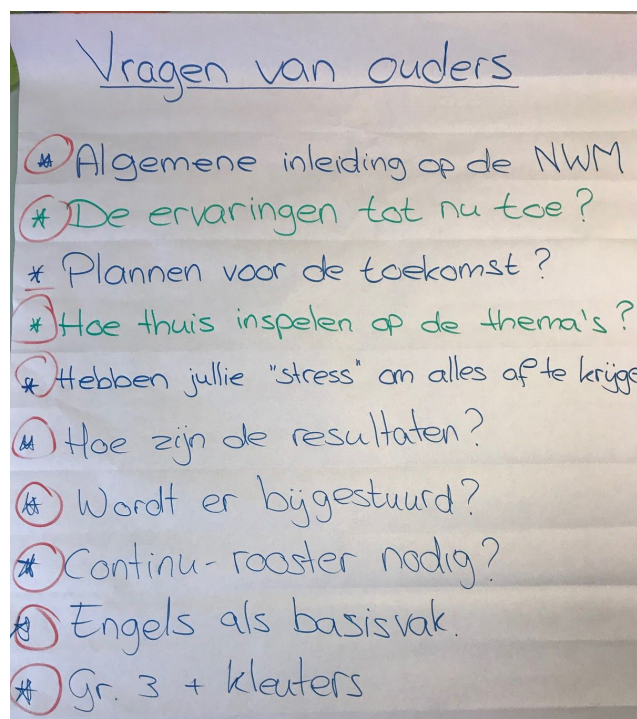 Vragen van ouders
* Algemene inleiding op de NWM
* De ervaringen tot nu toe?
* Plannen voor de toekomst?
* Hoe thuis inspelen op de thema's?
* Hebben jullie "stress" om alles af te krijge
* Hoe zijn de resultaten?
* Wordt er bijgestuurd?
* Continu-rooster nodig?
* Engels als basisvak.
* Gr. 3 + kleuters